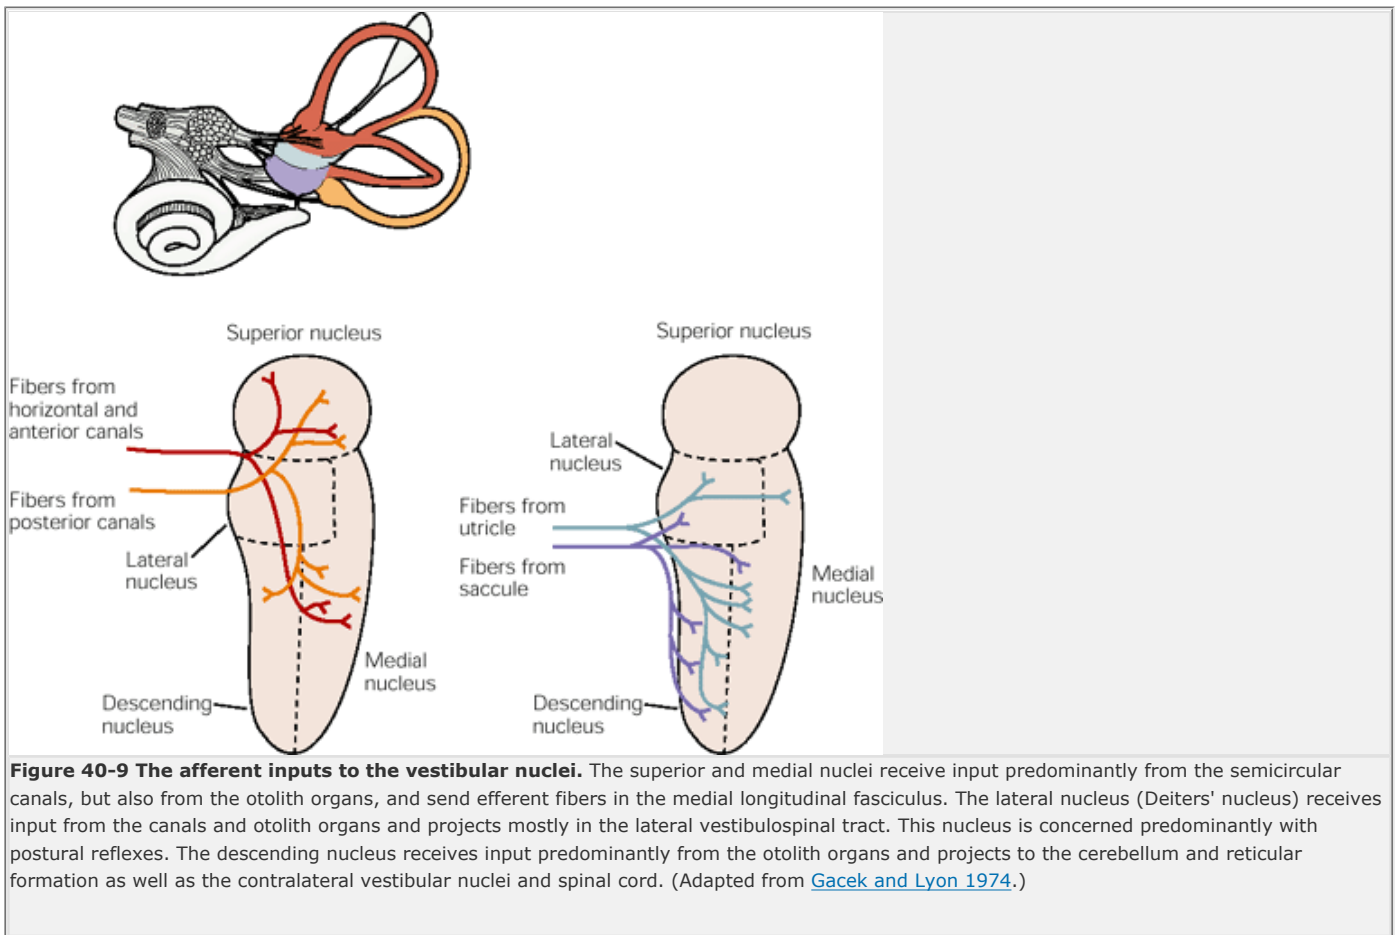 Superior nucleus
Fibers from
horizontal and
anterior canals
Fibers from
posterior canals
Lateral
nucleus
Medial
nucleus
Descending
nucleus
Superior nucleus
Lateral
nucleus
Fibers from
utricle
Fibers from
saccule
Medial
nucleus
Descending
nucleus
Figure 40-9 The afferent inputs to the vestibular nuclei. The superior and medial nuclei receive input predominantly from the semicircular
canals, but also from the otolith organs, and send efferent fibers in the medial longitudinal fasciculus. The lateral nucleus (Deiters' nucleus) receives
input from the canals and otolith organs and projects mostly in the lateral vestibulospinal tract. This nucleus is concerned predominantly with
postural reflexes. The descending nucleus receives input predominantly from the otolith organs and projects to the cerebellum and reticular
formation as well as the contralateral vestibular nuclei and spinal cord. (Adapted from Gacek and Lyon 1974.)